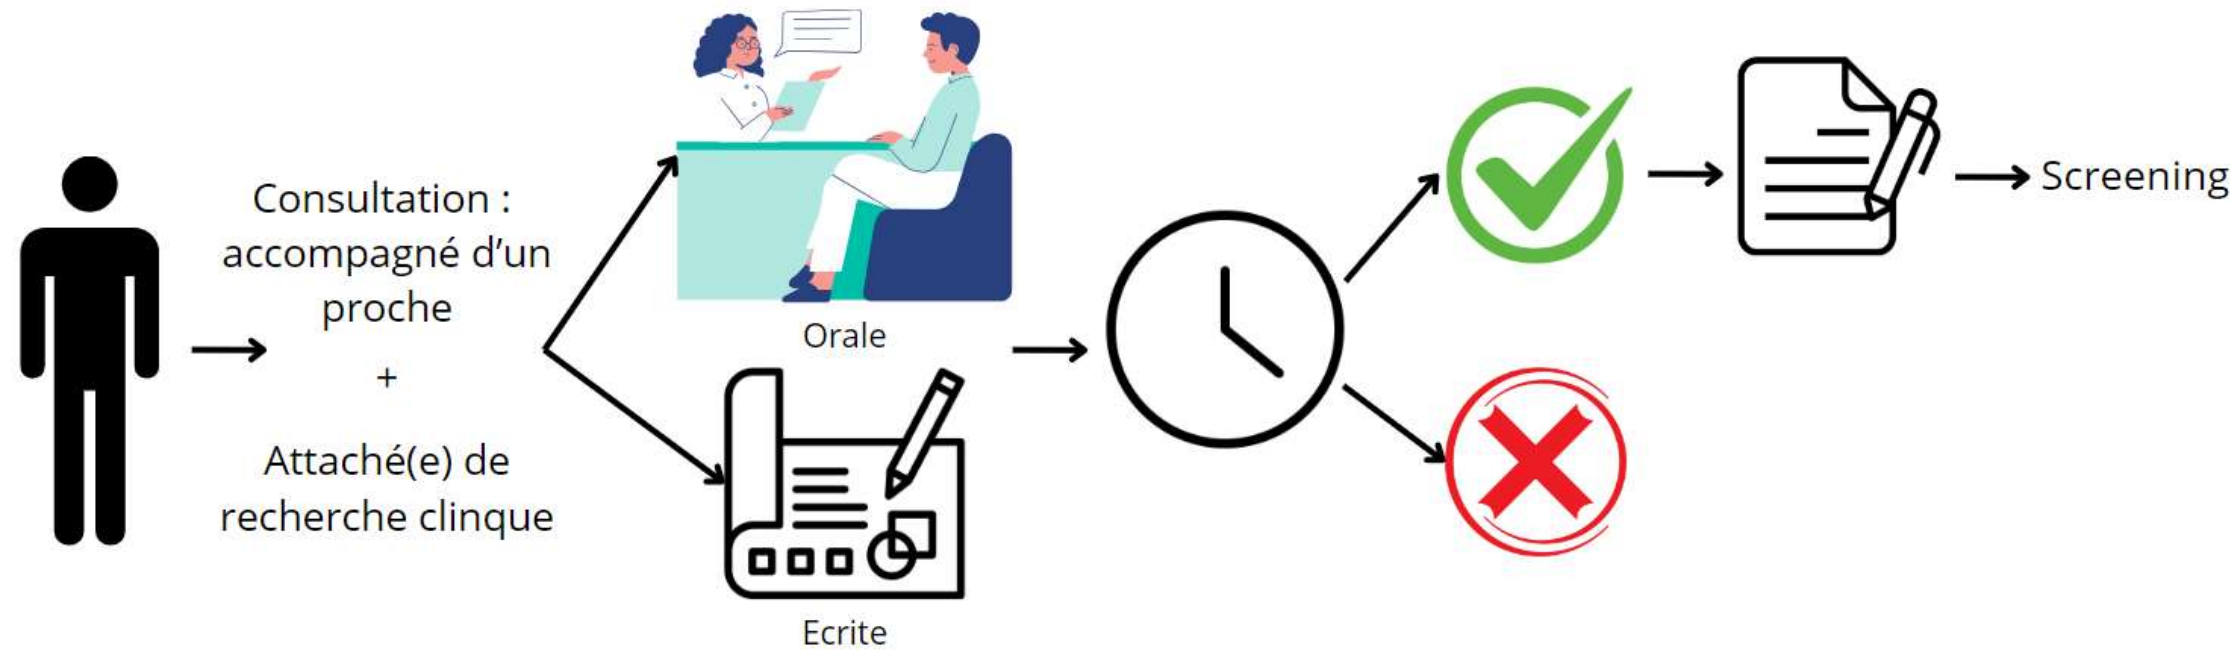 Consultation :
accompagné d’un
proche
+
Attaché(e) de
recherche clinque
Orale
Ecrite
Screening